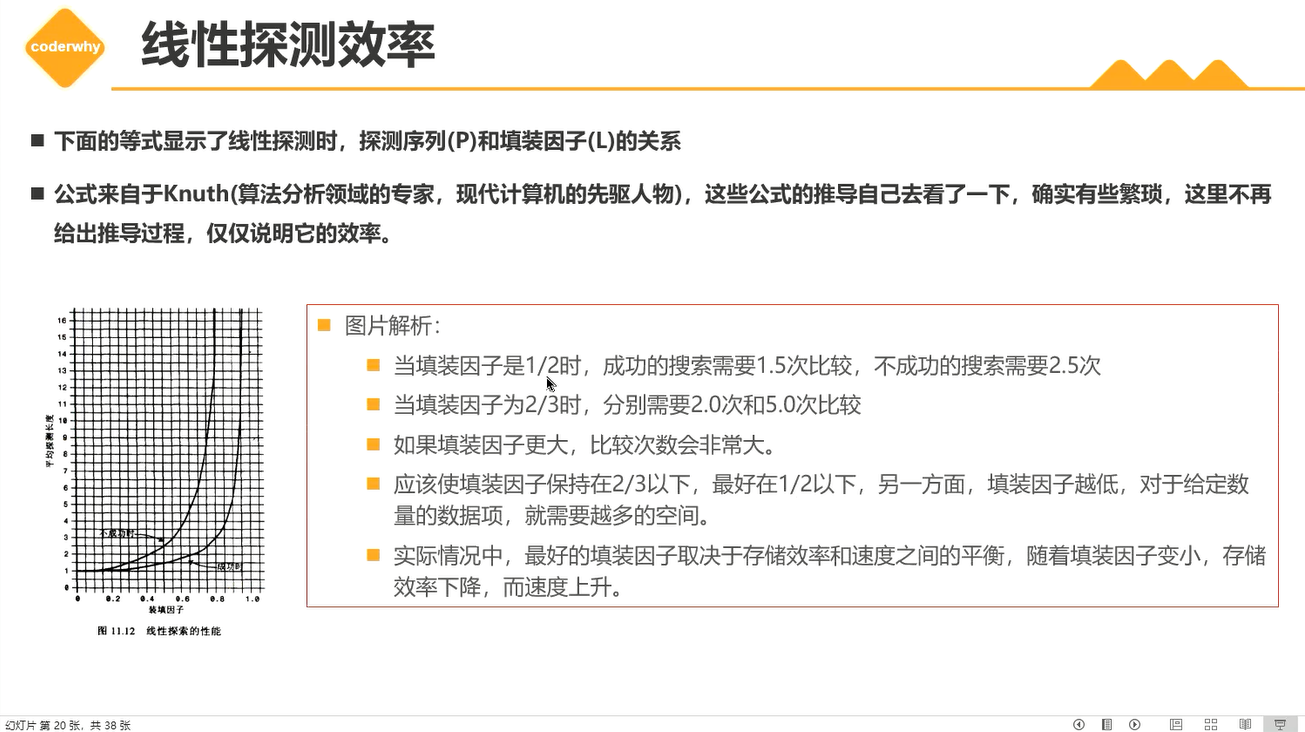 coderwhy
线性探测效率
下面的等式显示了线性探测时，探测序列(P)和填装因子(L)的关系
公式来自于Knuth(算法分析领域的专家，现代计算机的先驱人物)，这些公式的推导自己去看了一下，确实有些繁琐，这里不再
给出推导过程，仅仅说明它的效率。
16
15
14
13
12
11
10
9
8
7
6
5
4
3
2
1
0
平均探测长度
不成功时
成功时
0 0.2 0.4 0.6 0.8 1.0
装填因子
图 11.12 线性探索的性能
图片解析：
当填装因子是1/2时，成功的搜索需要1.5次比较，不成功的搜索需要2.5次
当填装因子为2/3时，分别需要2.0次和5.0次比较
如果填装因子更大，比较次数会非常大。
应该使填装因子保持在2/3以下，最好在1/2以下，另一方面，填装因子越低，对于给定数
量的数据项，就需要越多的空间。
实际情况中，最好的填装因子取决于存储效率和速度之间的平衡，随着填装因子变小，存储
效率下降，而速度上升。
幻灯片 第 20 张，共 38 张